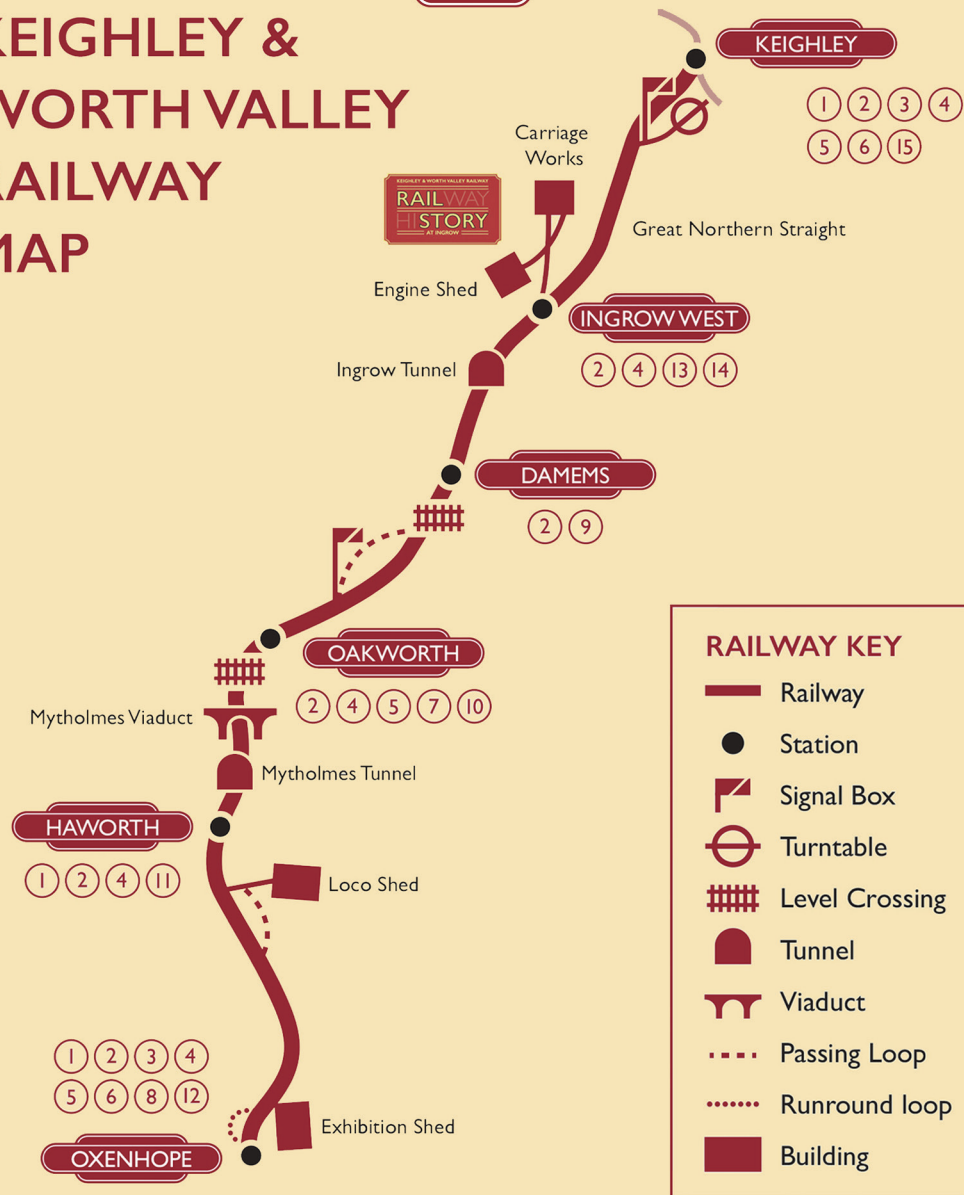 KEIGHLEY &
WORTH VALLEY
RAILWAY
MAP
KEIGHLEY
1 2 3 4
5 6 15
Carriage
Works
KEIGHLEY & WORTH VALLEY RAILWAY
RAILWAY
HISTORY
AT INGROW
Great Northern Straight
Engine Shed
INGROW WEST
2 4 13 14
Ingrow Tunnel
DAMEMS
2 9
OAKWORTH
2 4 5 7 10
Mytholmes Viaduct
Mytholmes Tunnel
HAWORTH
1 2 4 11
Loco Shed
1 2 3 4
5 6 8 12
Exhibition Shed
OXENHOPE
RAILWAY KEY
Railway
Station
Signal Box
Turntable
Level Crossing
Tunnel
Viaduct
Passing Loop
Runround loop
Building